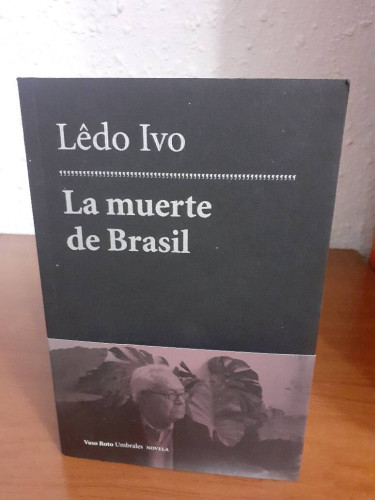 Lêdo Ivo
La muerte
de Brasil
Vaso Roto Umbrales NOVELA